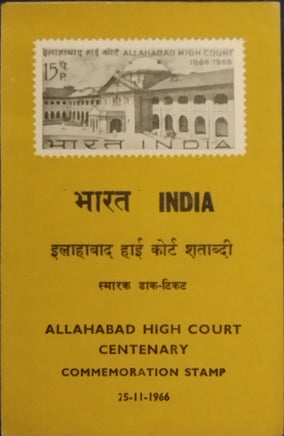 इलाहाबाद हाई कोर्ट ALLAHABAD HIGH COURT
1866-1966
15 पै.
P.
भारत INDIA
भारत INDIA
इलाहाबाद हाई कोर्ट शताब्दी
स्मारक डाक-टिकट
ALLAHABAD HIGH COURT
CENTENARY
COMMEMORATION STAMP
25-11-1966